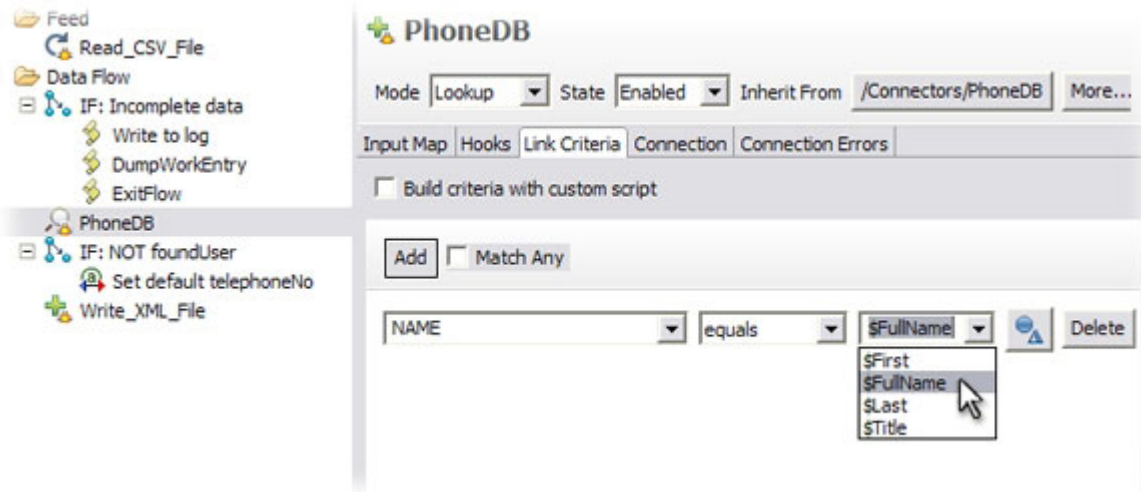 Feed
Read_CSV_File
Data Flow
IF: Incomplete data
Write to log
DumpWorkEntry
ExitFlow
PhoneDB
IF: NOT foundUser
Set default telephoneNo
Write_XML_File
PhoneDB
Mode Lookup State Enabled Inherit From /Connectors/PhoneDB More...
Input Map Hooks Link Criteria Connection Connection Errors
Build criteria with custom script
Add Match Any
NAME equals $FullName Delete
$First
$FullName
$Last
$Title